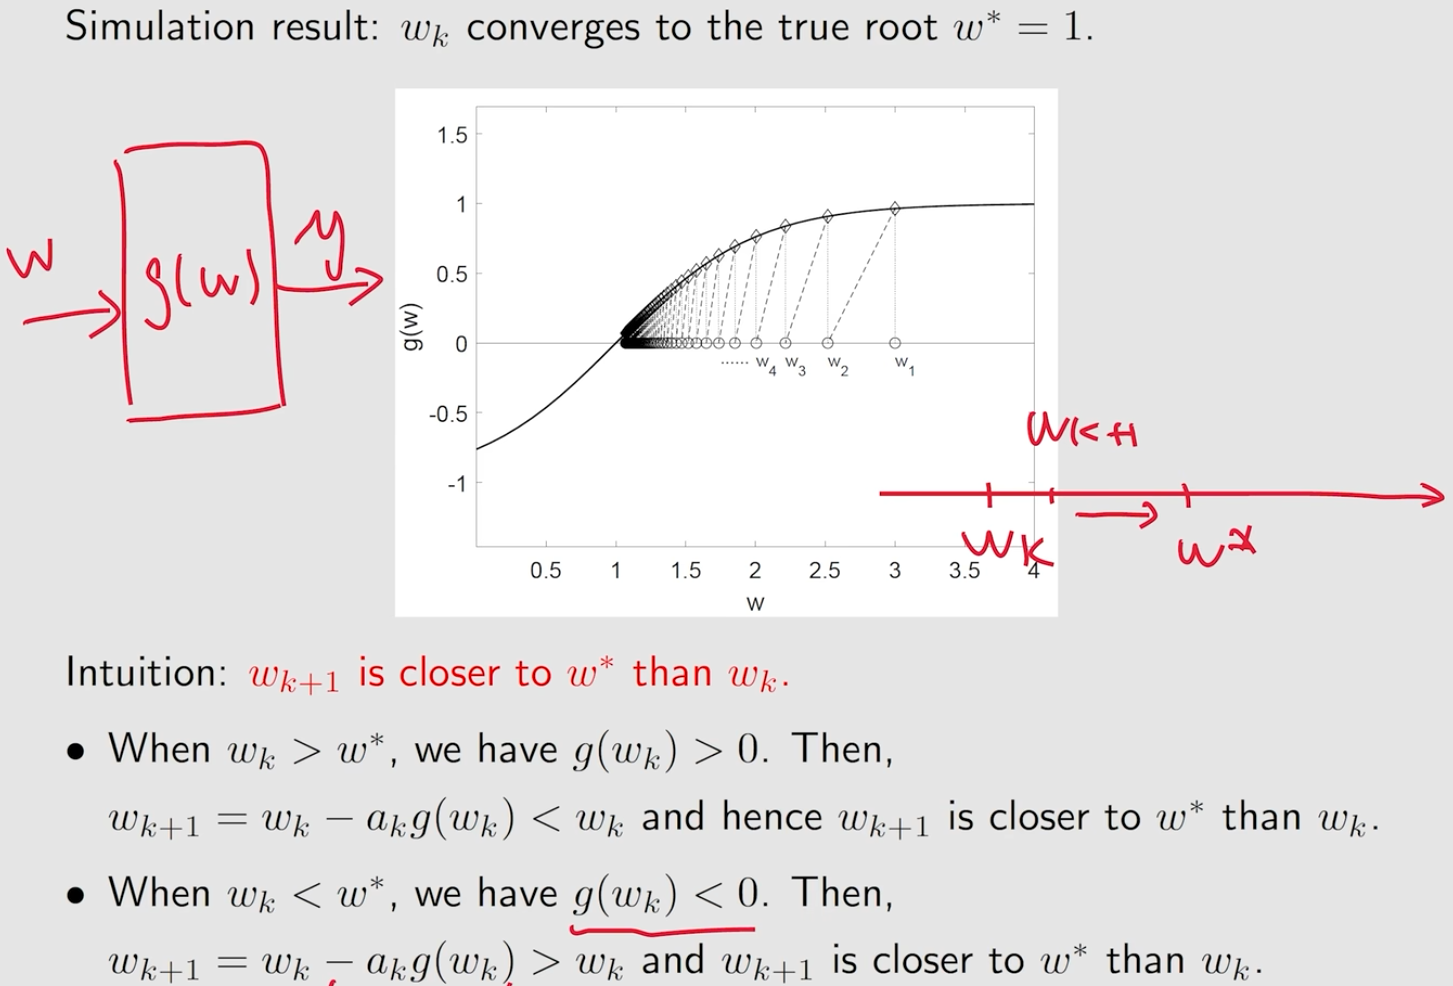 Simulation result: w_k converges to the true root w* = 1.
w
g(w)
y
1.5
1
0.5
0
-0.5
-1
g(w)
...... w_4 w_3 w_2 w_1
0.5 1 1.5 2 2.5 3 3.5 4
w
w_{k+1}
w_k
w*
Intuition: w_{k+1} is closer to w* than w_k.
• When w_k > w*, we have g(w_k) > 0. Then,
w_{k+1} = w_k − a_k g(w_k) < w_k and hence w_{k+1} is closer to w* than w_k.
• When w_k < w*, we have g(w_k) < 0. Then,
w_{k+1} = w_k − a_k g(w_k) > w_k and w_{k+1} is closer to w* than w_k.